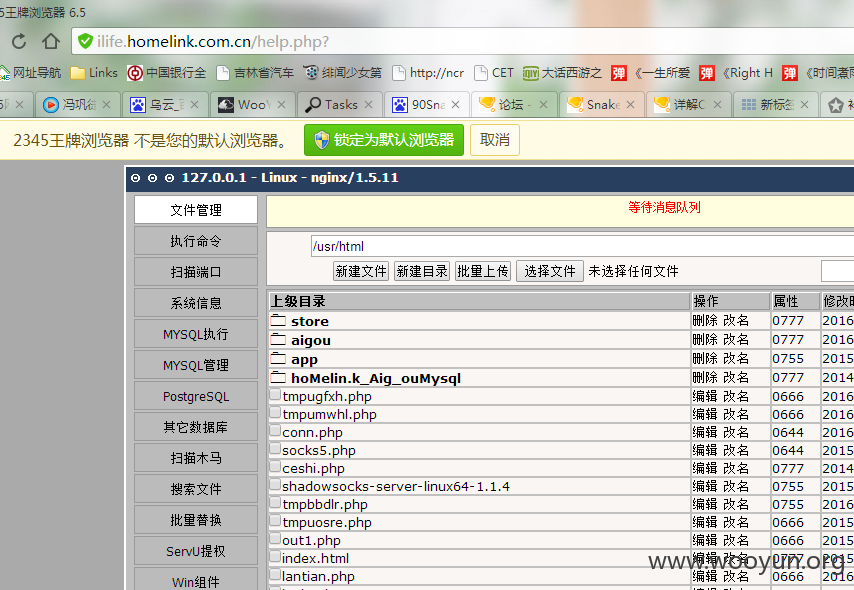 5王牌浏览器 6.5
ilife.homelink.com.cn/help.php?
网址导航 Links 中国银行全 吉林省汽车 绯闻少女第 http://ncr CET 大话西游之 《一生所爱 《Right H 《时间煮雨
冯巩徐 乌云_百 WooY Tasks 90Sna 论坛 - Snake 详解C 新标签
2345王牌浏览器 不是您的默认浏览器。 锁定为默认浏览器 取消
127.0.0.1 - Linux - nginx/1.5.11
文件管理
执行命令
扫描端口
系统信息
MYSQL执行
MYSQL管理
PostgreSQL
其它数据库
扫描木马
搜索文件
批量替换
ServU提权
Win组件
等待消息队列
/usr/html
新建文件 新建目录 批量上传 选择文件 未选择任何文件
上级目录 操作 属性 修改时
store 删除 改名 0777 2016
aigou 删除 改名 0777 2016
app 删除 改名 0755 2015
hoMelin.k_Aig_ouMysql 删除 改名 0777 2014
tmpugfxh.php 编辑 改名 0666 2016
tmpumwhl.php 编辑 改名 0666 2016
conn.php 编辑 改名 0644 2016
socks5.php 编辑 改名 0644 2015
ceshi.php 编辑 改名 0777 2014
shadowsocks-server-linux64-1.1.4 编辑 改名 0755 2015
tmpbbdlr.php 编辑 改名 0666 2015
tmpuosre.php 编辑 改名 0666 2016
out1.php 编辑 改名 0666 2015
index.html 编辑 改名 0777 2015
lantian.php 编辑 改名 0666 2016
www.wooyun.org